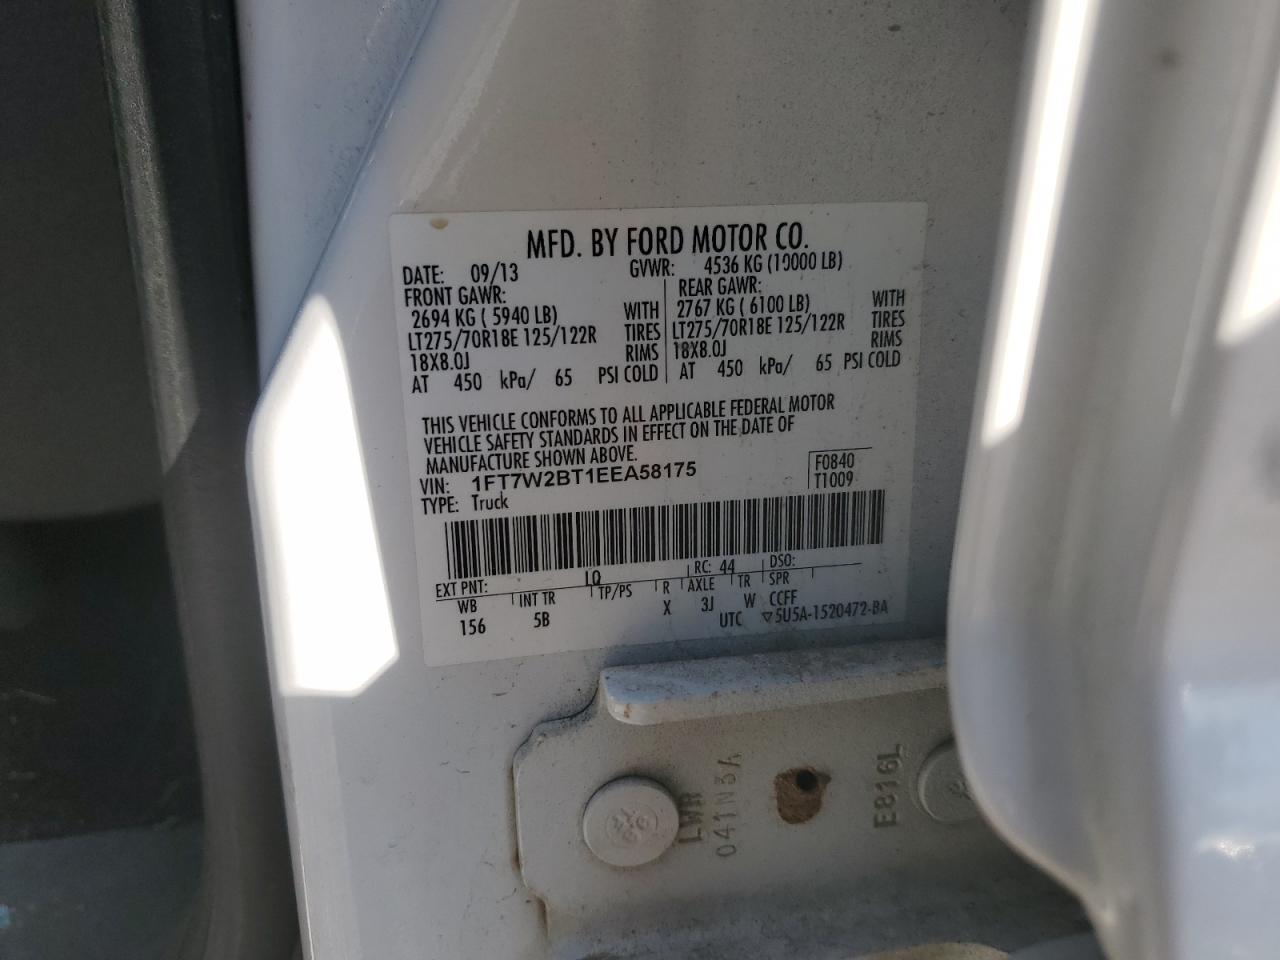 MFD. BY FORD MOTOR CO.
DATE: 09/13 GVWR: 4536 KG (10000 LB)
FRONT GAWR: REAR GAWR:
2694 KG ( 5940 LB) WITH 2767 KG ( 6100 LB) WITH
LT275/70R18E 125/122R TIRES LT275/70R18E 125/122R TIRES
18X8.0J RIMS 18X8.0J RIMS
AT 450 kPa/ 65 PSI COLD AT 450 kPa/ 65 PSI COLD
THIS VEHICLE CONFORMS TO ALL APPLICABLE FEDERAL MOTOR
VEHICLE SAFETY STANDARDS IN EFFECT ON THE DATE OF
MANUFACTURE SHOWN ABOVE.
VIN: 1FT7W2BT1EEA58175 F0840
TYPE: Truck T1009
EXT PNT: LQ RC: 44 DSO:
WB INT TR TP/PS R AXLE TR SPR
156 5B X 3J W CCFF
UTC ▽5U5A-1520472-BA
LWR
041N3A
E816L